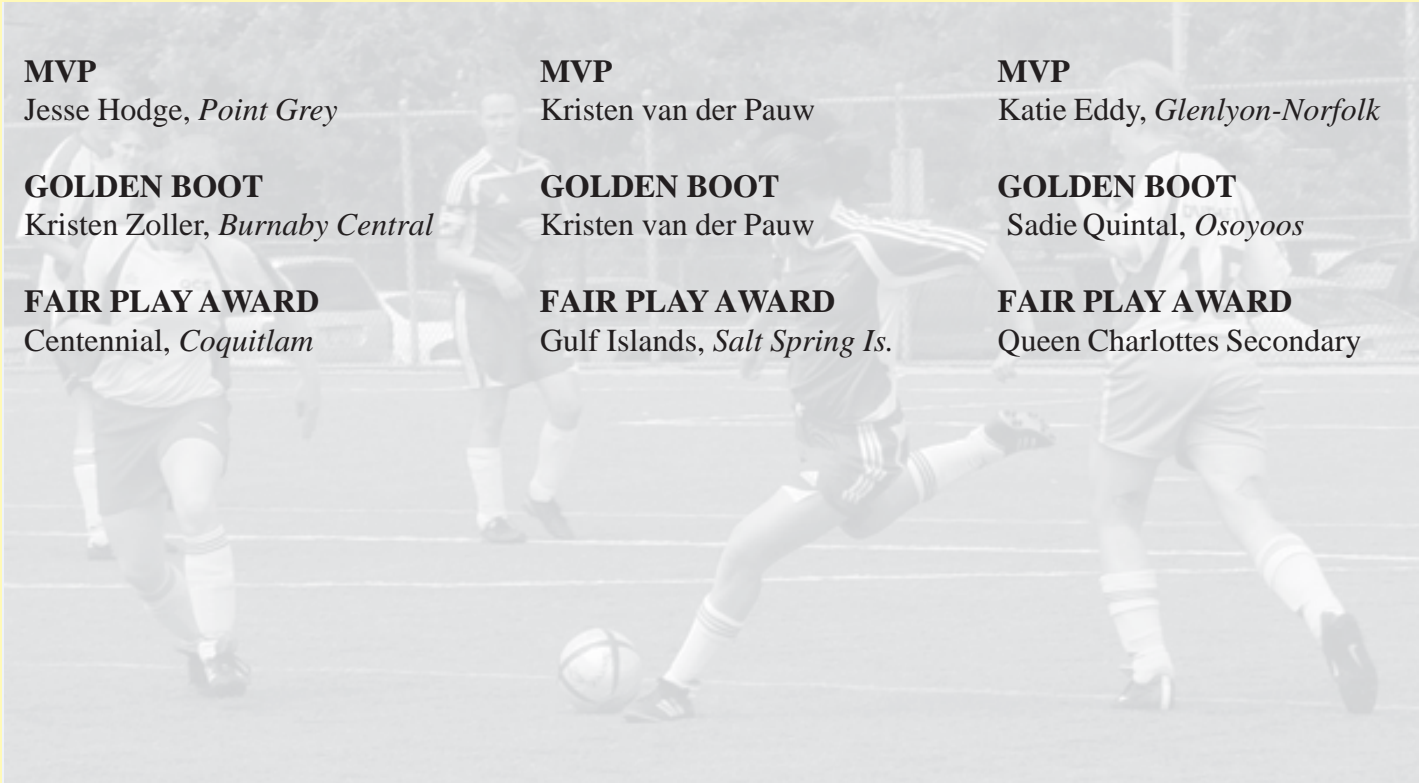 MVP
Jesse Hodge, Point Grey
GOLDEN BOOT
Kristen Zoller, Burnaby Central
FAIR PLAY AWARD
Centennial, Coquitlam
MVP
Kristen van der Pauw
GOLDEN BOOT
Kristen van der Pauw
FAIR PLAY AWARD
Gulf Islands, Salt Spring Is.
MVP
Katie Eddy, Glenlyon-Norfolk
GOLDEN BOOT
Sadie Quintal, Osoyoos
FAIR PLAY AWARD
Queen Charlottes Secondary